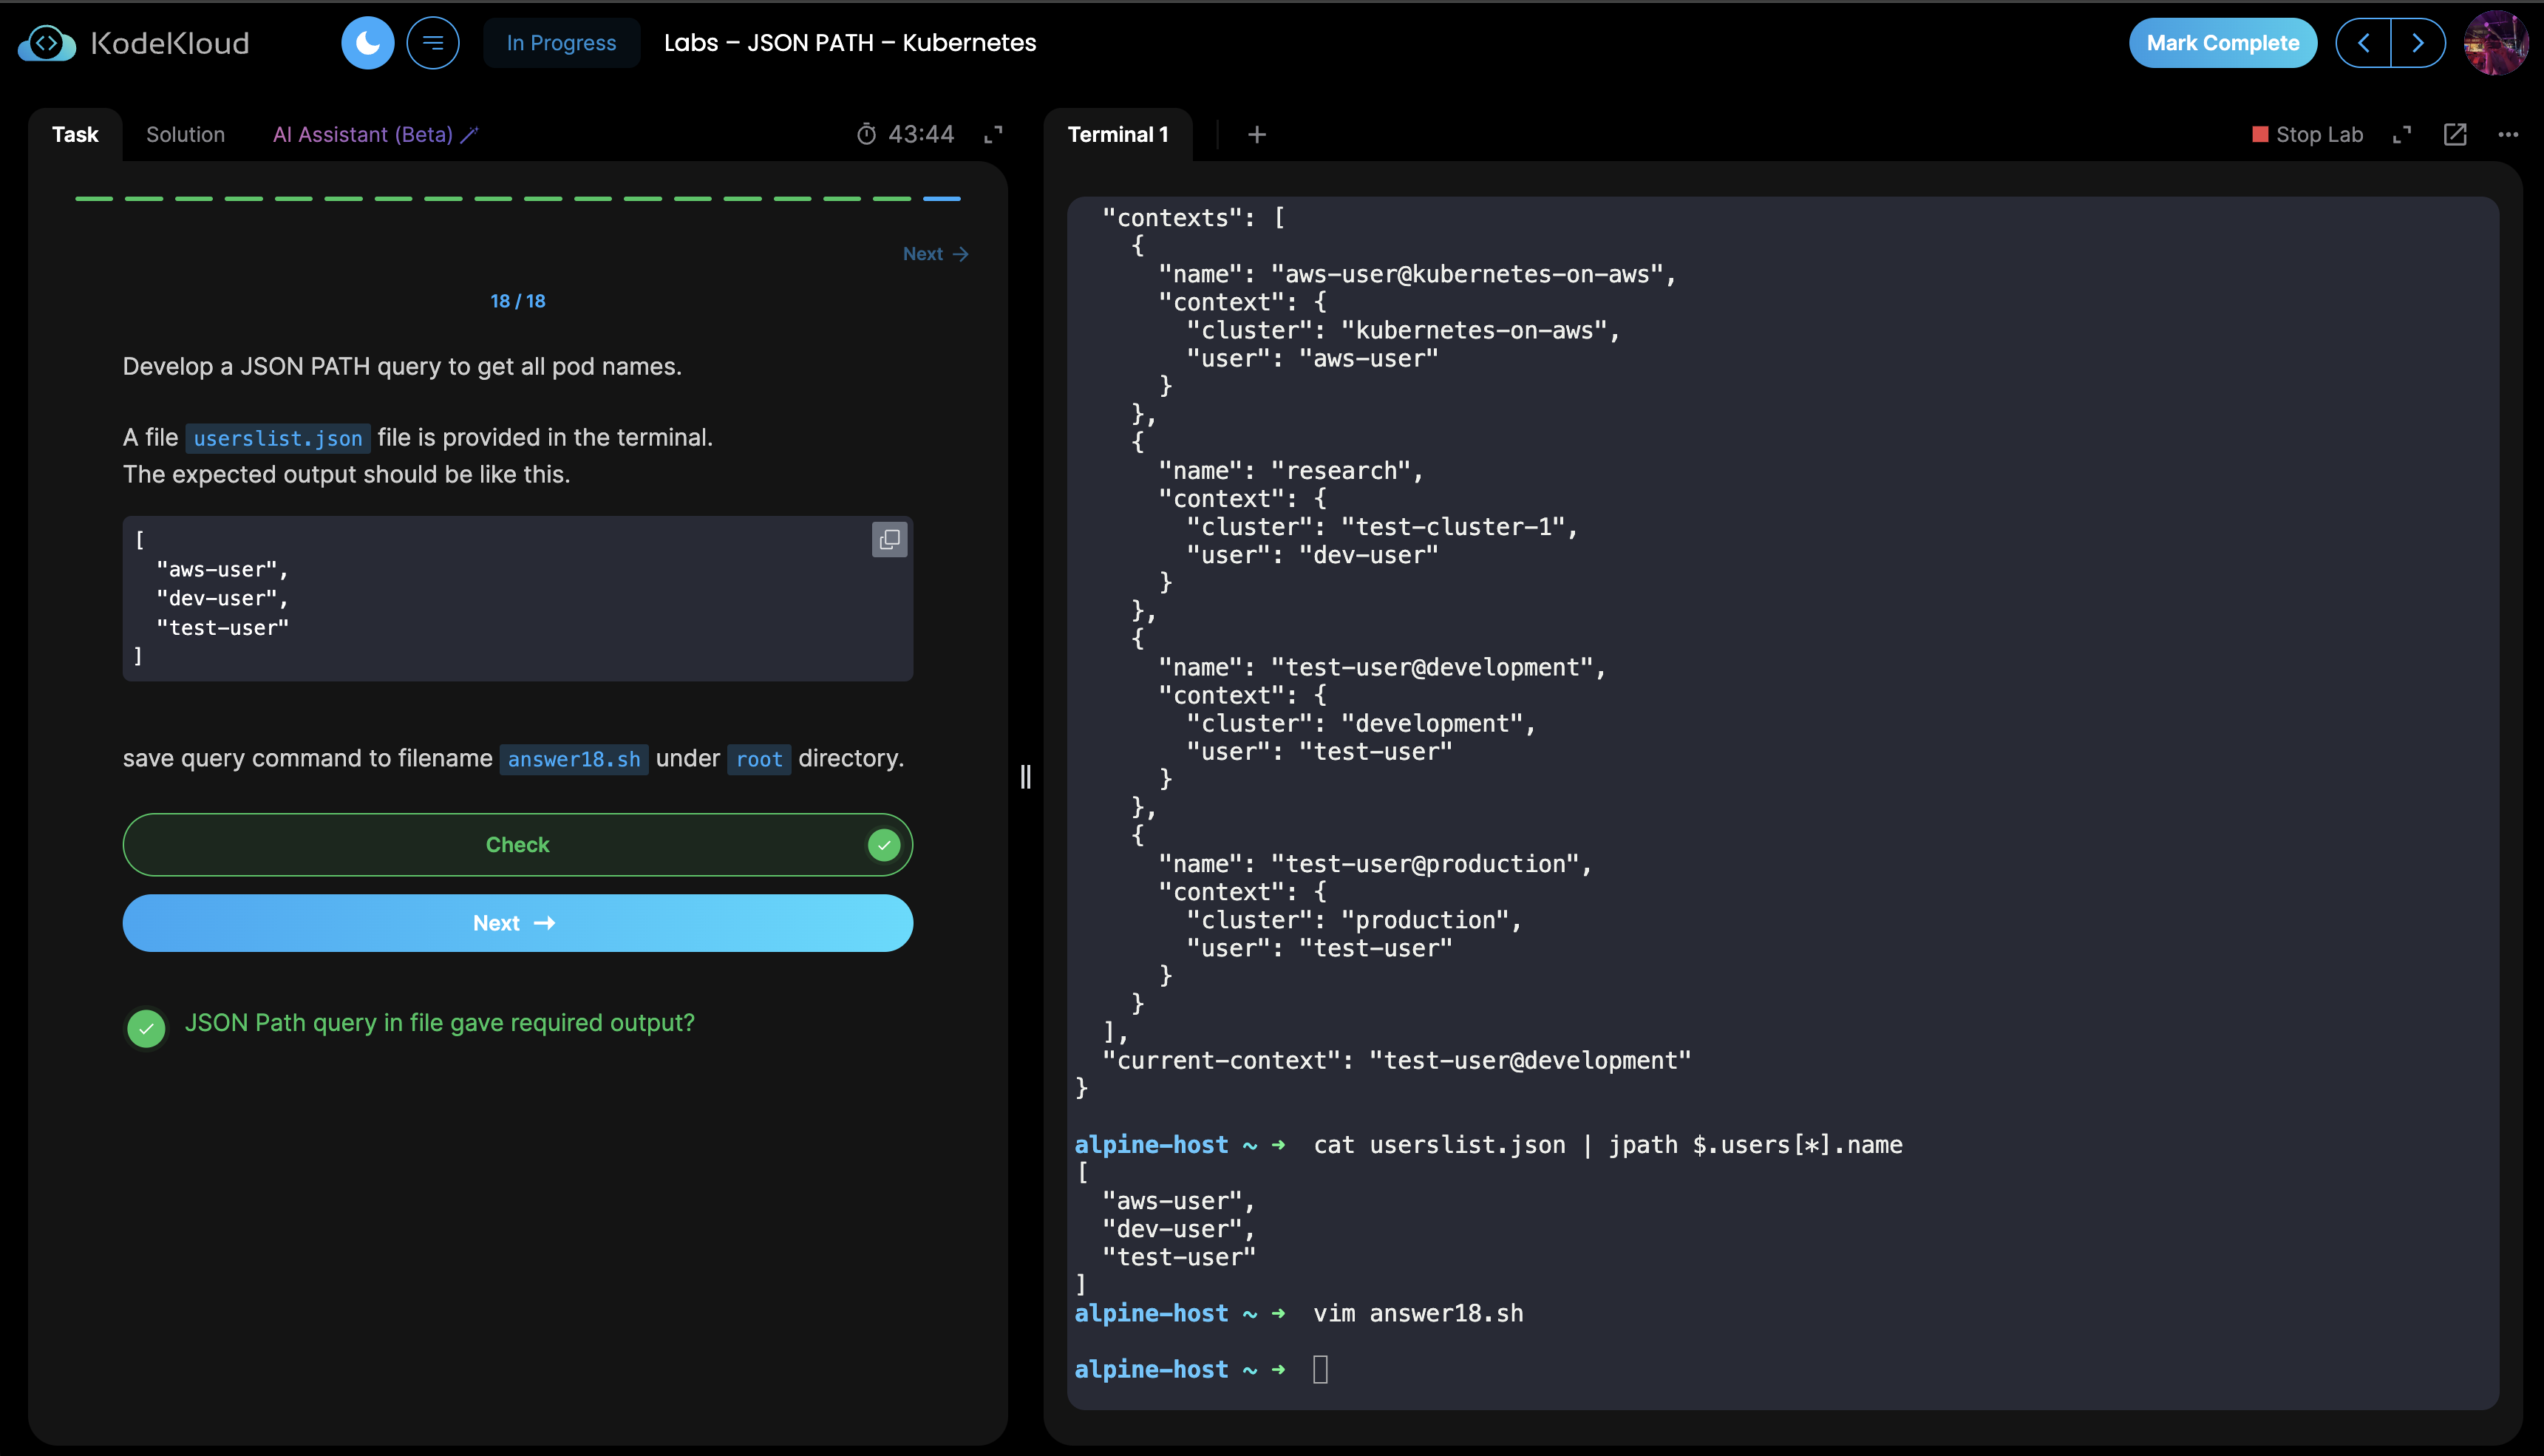 KodeKloud
In Progress
Labs – JSON PATH – Kubernetes
Mark Complete
Task
Solution
AI Assistant (Beta)
43:44
Next →
18 / 18
Develop a JSON PATH query to get all pod names.
A file userslist.json file is provided in the terminal.
The expected output should be like this.
[
  "aws-user",
  "dev-user",
  "test-user"
]
save query command to filename answer18.sh under root directory.
Check
Next →
JSON Path query in file gave required output?
Terminal 1
+
Stop Lab
  "contexts": [
    {
      "name": "aws-user@kubernetes-on-aws",
      "context": {
        "cluster": "kubernetes-on-aws",
        "user": "aws-user"
      }
    },
    {
      "name": "research",
      "context": {
        "cluster": "test-cluster-1",
        "user": "dev-user"
      }
    },
    {
      "name": "test-user@development",
      "context": {
        "cluster": "development",
        "user": "test-user"
      }
    },
    {
      "name": "test-user@production",
      "context": {
        "cluster": "production",
        "user": "test-user"
      }
    }
  ],
  "current-context": "test-user@development"
}
alpine-host ~ ➜  cat userslist.json | jpath $.users[*].name
[
  "aws-user",
  "dev-user",
  "test-user"
]
alpine-host ~ ➜  vim answer18.sh
alpine-host ~ ➜